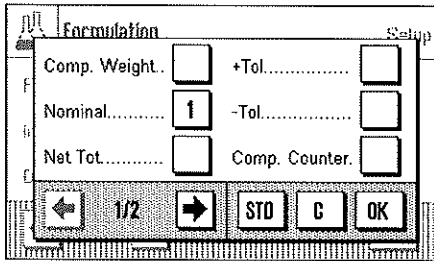 Formulation Setup
Comp. Weight.. +Tol................
Nominal........... 1 -Tol.................
Net Tot............ Comp. Counter.
1/2 STD C OK